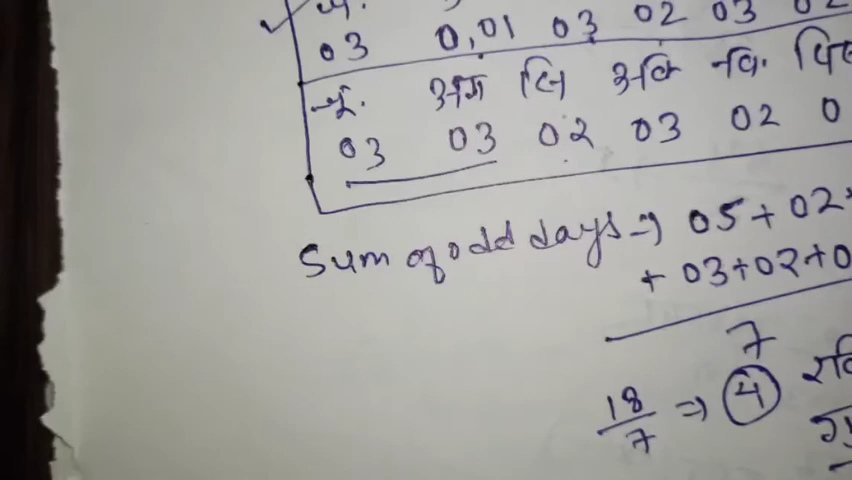 03 0,01 03 02 03
जू. अग सि अक्टि न. दिस
03 03 02 03 02 0
Sum of odd days ⇒ 05 + 02 +
+ 03 + 02 + 0
7
18/7 ⇒ 4